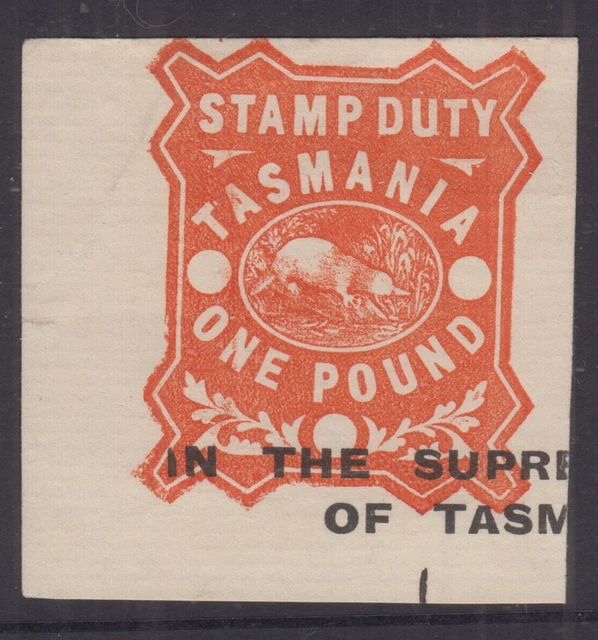 STAMP DUTY
TASMANIA
ONE POUND
IN THE SUPRE
OF TASM